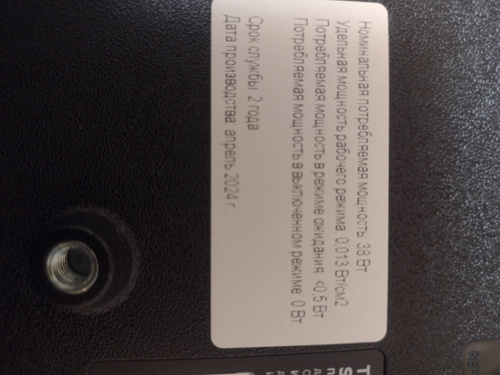 Номинальная потребляемая мощность: 38 Вт
Удельная мощность рабочего режима: 0.013 Вт/см2
Потребляемая мощность в режиме ожидания: <0,5 Вт
Потребляемая мощность в выключенном режиме: 0 Вт
Срок службы: 2 года
Дата производства: апрель 2024 г